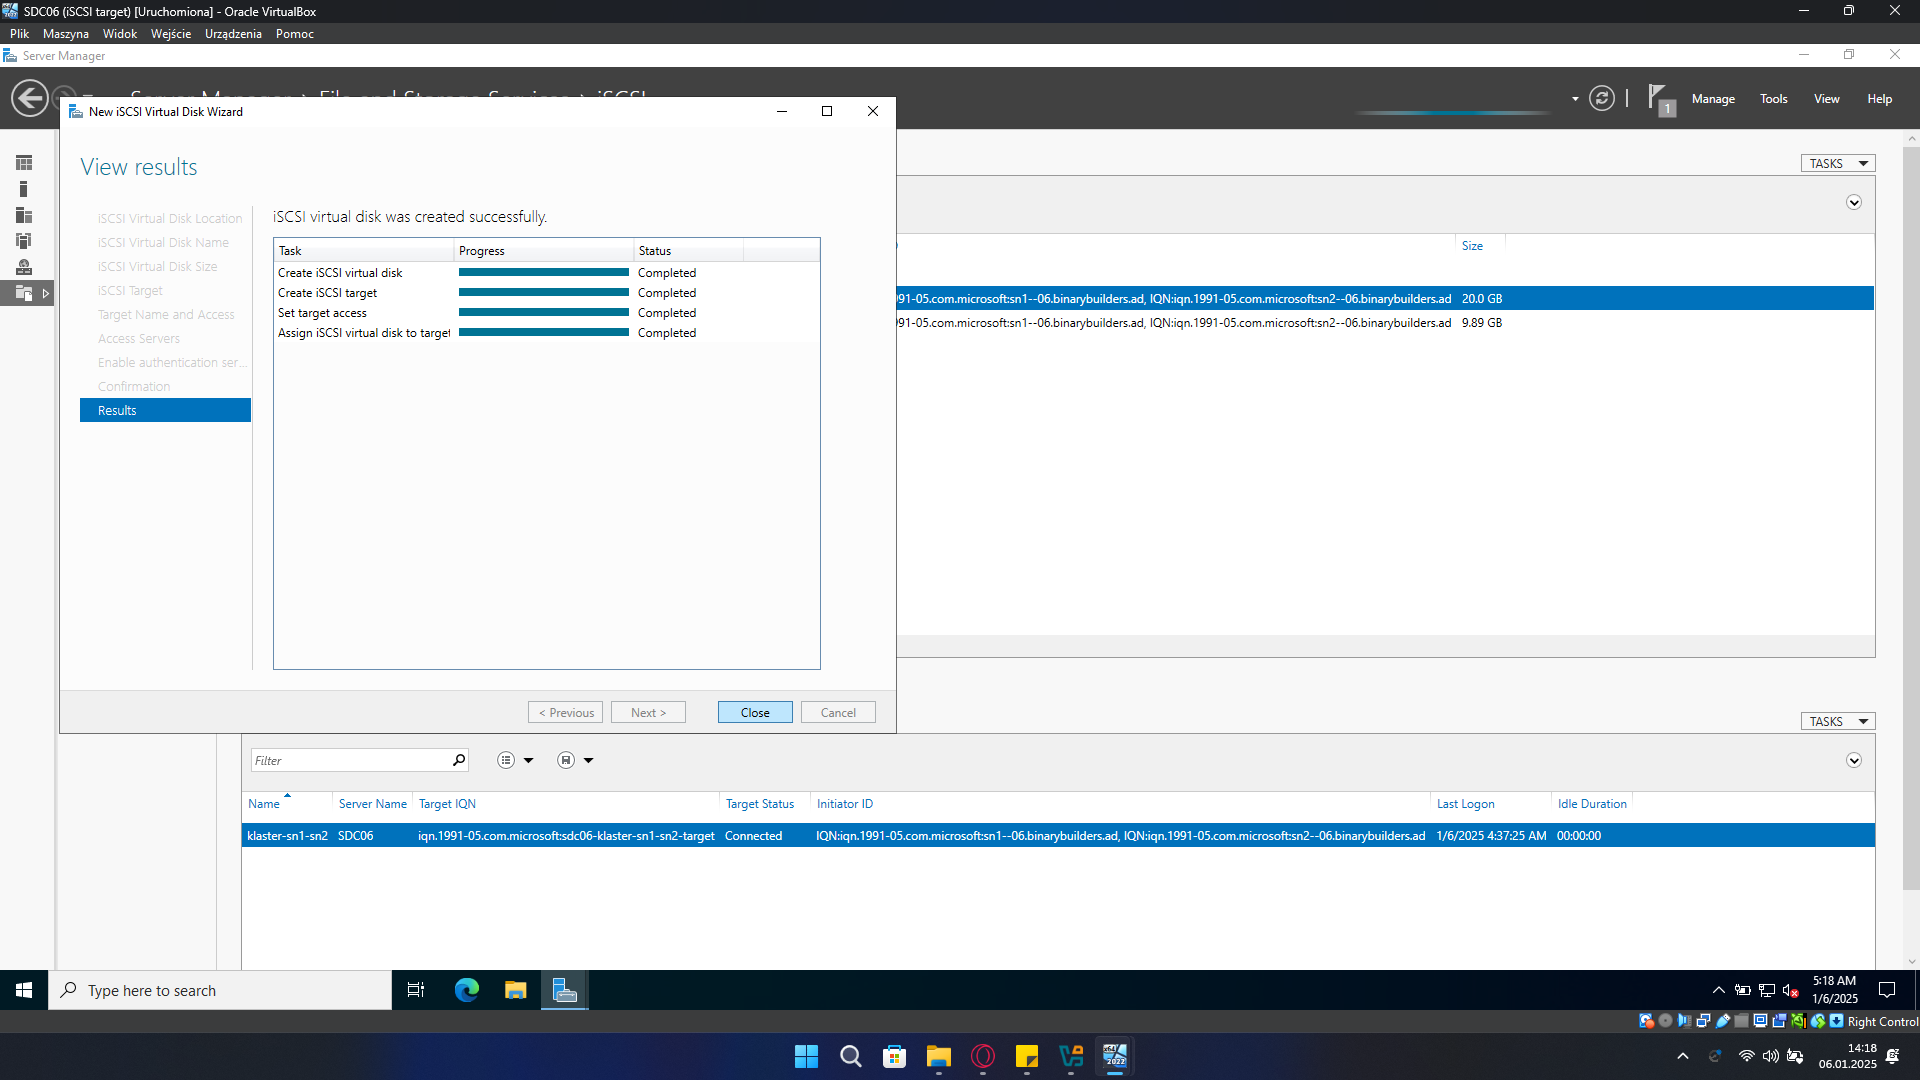 SDC06 (iSCSI target) [Uruchomiona] - Oracle VirtualBox
Plik Maszyna Widok Wejście Urządzenia Pomoc
Server Manager
1 Manage Tools View Help
New iSCSI Virtual Disk Wizard
View results
TASKS
iSCSI Virtual Disk Location
iSCSI Virtual Disk Name
iSCSI Virtual Disk Size
iSCSI Target
Target Name and Access
Access Servers
Enable authentication ser...
Confirmation
Results
iSCSI virtual disk was created successfully.
Task Progress Status
Create iSCSI virtual disk Completed
Create iSCSI target Completed
Set target access Completed
Assign iSCSI virtual disk to target Completed
< Previous Next > Close Cancel
Size
91-05.com.microsoft:sn1--06.binarybuilders.ad, IQN:iqn.1991-05.com.microsoft:sn2--06.binarybuilders.ad 20.0 GB
91-05.com.microsoft:sn1--06.binarybuilders.ad, IQN:iqn.1991-05.com.microsoft:sn2--06.binarybuilders.ad 9.89 GB
TASKS
Filter
Name Server Name Target IQN Target Status Initiator ID Last Logon Idle Duration
klaster-sn1-sn2 SDC06 iqn.1991-05.com.microsoft:sdc06-klaster-sn1-sn2-target Connected IQN:iqn.1991-05.com.microsoft:sn1--06.binarybuilders.ad, IQN:iqn.1991-05.com.microsoft:sn2--06.binarybuilders.ad 1/6/2025 4:37:25 AM 00:00:00
Type here to search
5:18 AM
1/6/2025
Right Control
14:18
06.01.2025